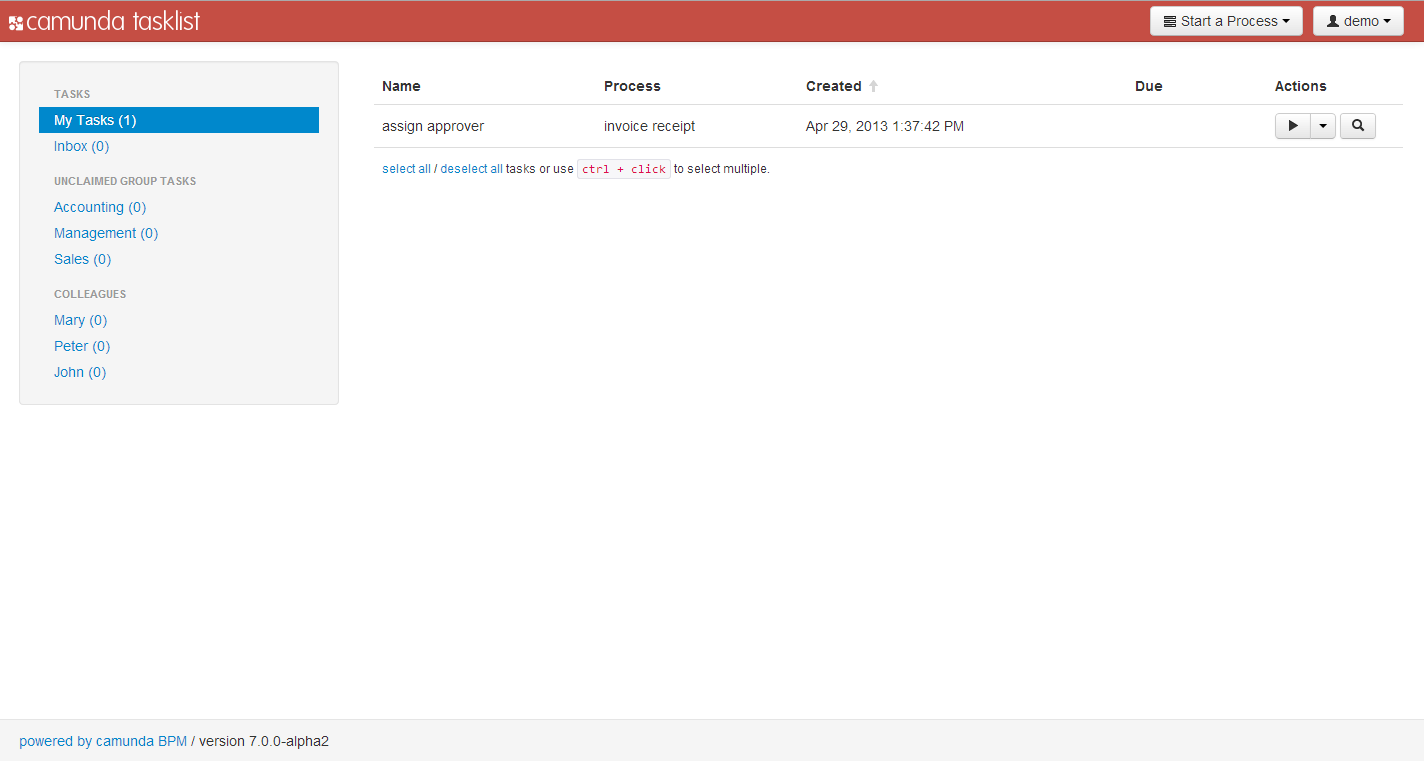 camunda tasklist
Start a Process
demo
TASKS
My Tasks (1)
Inbox (0)
UNCLAIMED GROUP TASKS
Accounting (0)
Management (0)
Sales (0)
COLLEAGUES
Mary (0)
Peter (0)
John (0)
Name Process Created Due Actions
assign approver invoice receipt Apr 29, 2013 1:37:42 PM
select all / deselect all tasks or use ctrl + click to select multiple.
powered by camunda BPM / version 7.0.0-alpha2